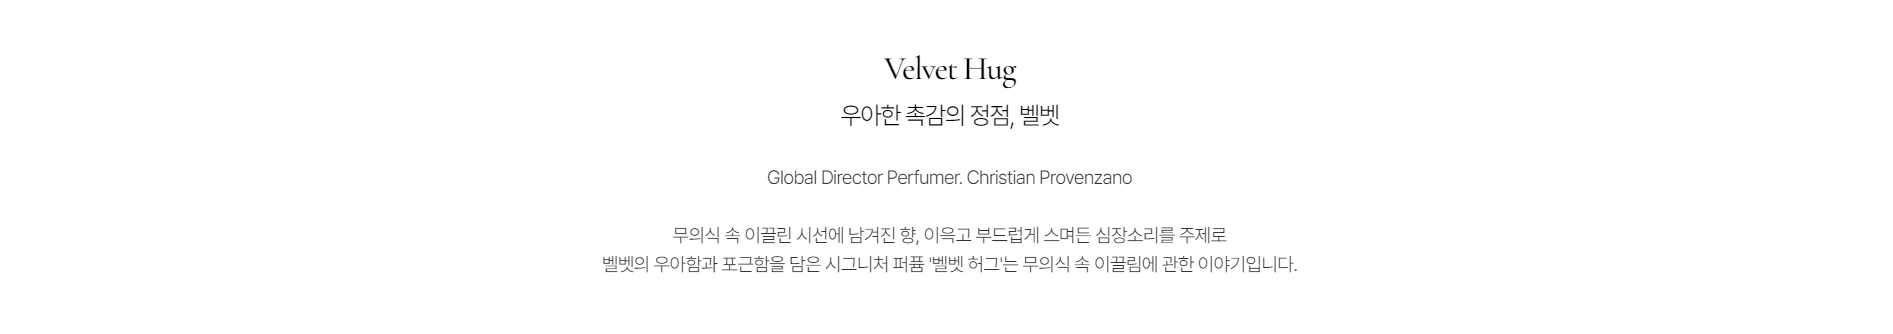 Velvet Hug
우아한 촉감의 정점, 벨벳
Global Director Perfumer. Christian Provenzano
무의식 속 이끌린 시선에 남겨진 향, 이윽고 부드럽게 스며든 심장소리를 주제로
벨벳의 우아함과 포근함을 담은 시그니처 퍼퓸 '벨벳 허그'는 무의식 속 이끌림에 관한 이야기입니다.